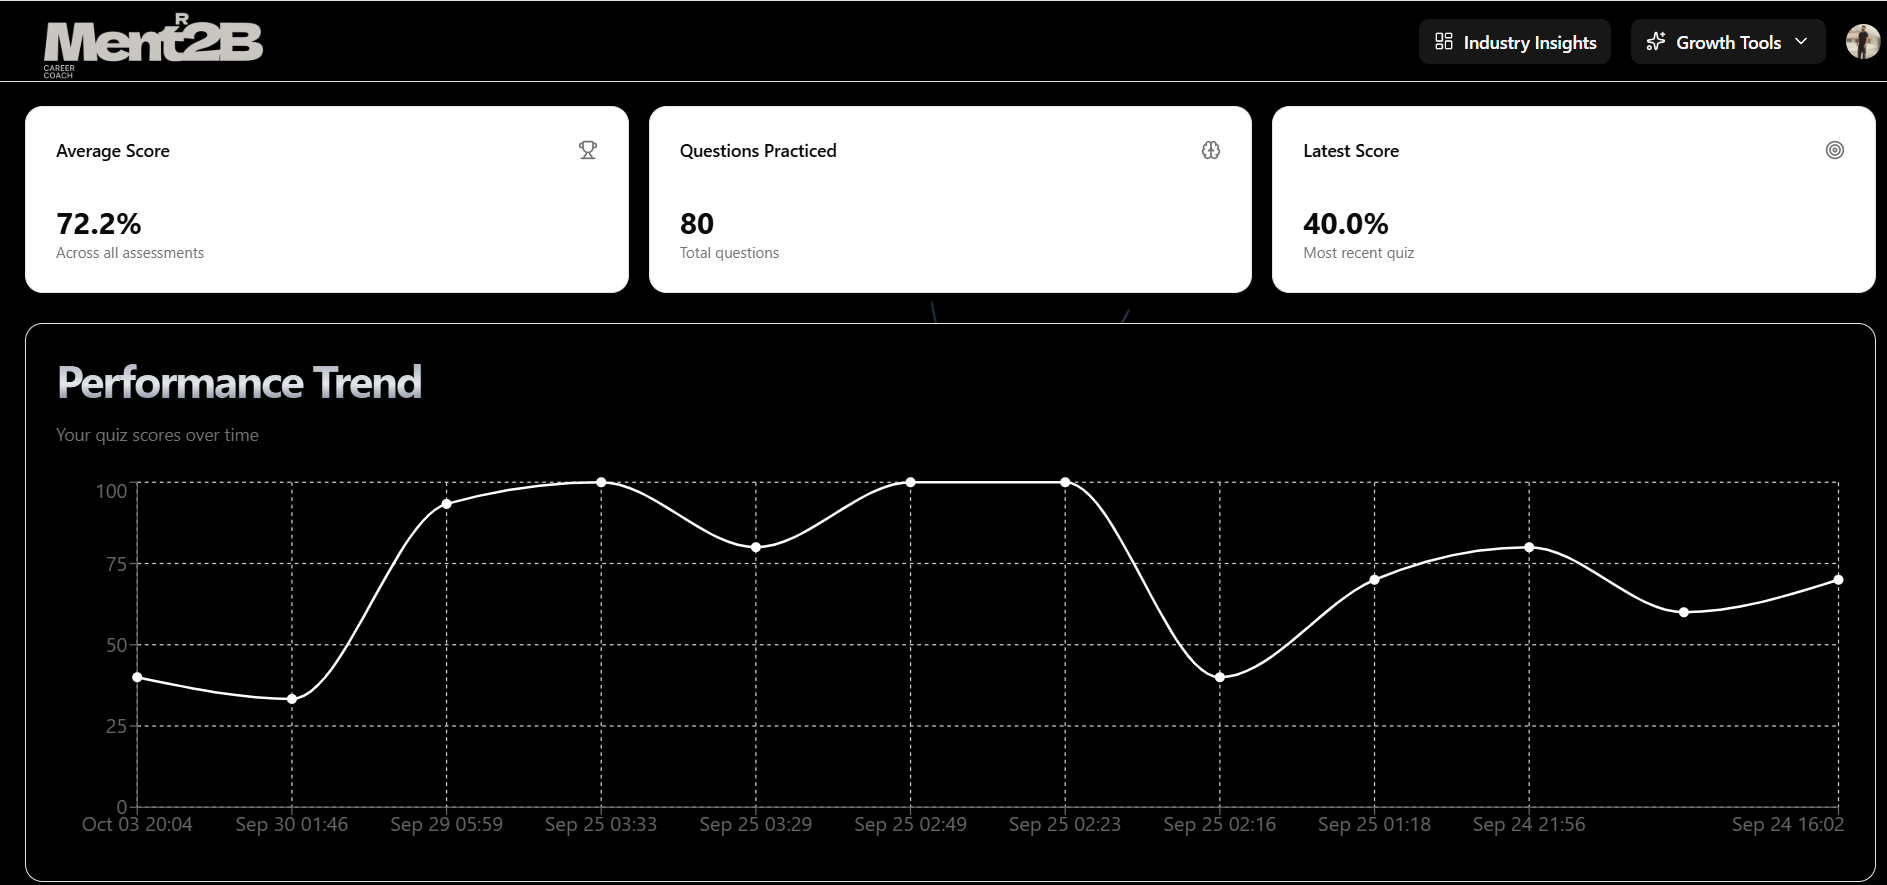 MentR2B
CAREER
COACH
Industry Insights
Growth Tools
Average Score
72.2%
Across all assessments
Questions Practiced
80
Total questions
Latest Score
40.0%
Most recent quiz
Performance Trend
Your quiz scores over time
100
75
50
25
0
Oct 03 20:04 Sep 30 01:46 Sep 29 05:59 Sep 25 03:33 Sep 25 03:29 Sep 25 02:49 Sep 25 02:23 Sep 25 02:16 Sep 25 01:18 Sep 24 21:56 Sep 24 16:02